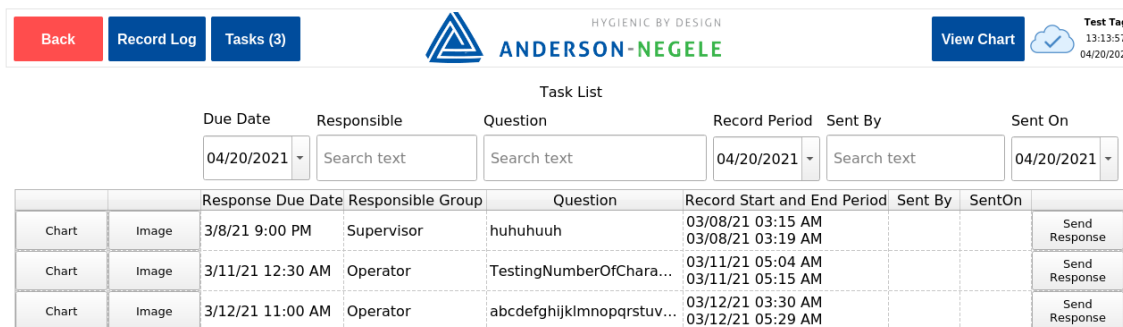 Back Record Log Tasks (3) HYGIENIC BY DESIGN View Chart Test Tag
ANDERSON-NEGELE 13:13:57
04/20/202
Task List
Due Date Responsible Question Record Period Sent By Sent On
04/20/2021 Search text Search text 04/20/2021 Search text 04/20/2021
Response Due Date Responsible Group Question Record Start and End Period Sent By SentOn
Chart Image 3/8/21 9:00 PM Supervisor huhuhuuh 03/08/21 03:15 AM Send
03/08/21 03:19 AM Response
Chart Image 3/11/21 12:30 AM Operator TestingNumberOfChara... 03/11/21 05:04 AM Send
03/11/21 05:15 AM Response
Chart Image 3/12/21 11:00 AM Operator abcdefghijklmnopqrstuv... 03/12/21 03:30 AM Send
03/12/21 05:29 AM Response